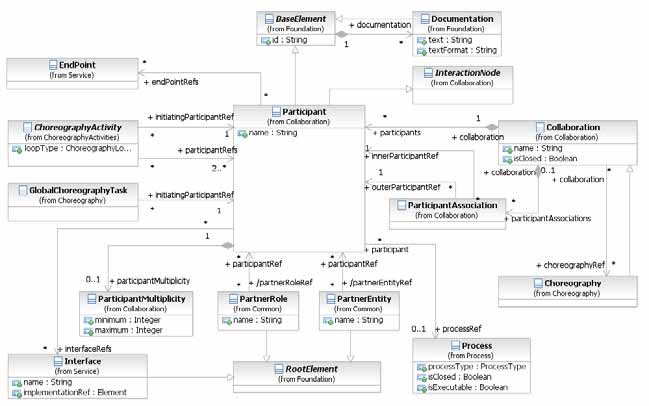 BaseElement
(from Foundation)
id : String
+ documentation
*
1
Documentation
(from Foundation)
text : String
textFormat : String
EndPoint
(from Service)
*
+ endPointRefs
*
InteractionNode
(from Collaboration)
ChoreographyActivity
(from ChoreographyActivities)
loopType : ChoreographyLo...
* + initiatingParticipantRef
1
+ participantRefs
* 2..*
Participant
(from Collaboration)
name : String
* 1
+ participants
+ collaboration
Collaboration
(from Collaboration)
name : String
isClosed : Boolean
1
+ innerParticipantRef
*
1
+ outerParticipantRef *
+ collaboration
0..1
+ collaboration
*
GlobalChoreographyTask
(from Choreography)
+ initiatingParticipantRef
* 1
ParticipantAssociation
(from Collaboration)
*
+ participantAssociations
*
1
* *
+ participantRef
+ participantRef
*
+ participant
+ choreographyRef *
Choreography
(from Choreography)
0..1
+ participantMultiplicity
* + /partnerRoleRef
* + /partnerEntityRef
ParticipantMultiplicity
(from Collaboration)
minimum : Integer
maximum : Integer
PartnerRole
(from Common)
name : String
PartnerEntity
(from Common)
name : String
0..1
+ processRef
* + interfaceRefs
Interface
(from Service)
name : String
implementationRef : Element
RootElement
(from Foundation)
Process
(from Process)
processType : ProcessType
isClosed : Boolean
isExecutable : Boolean